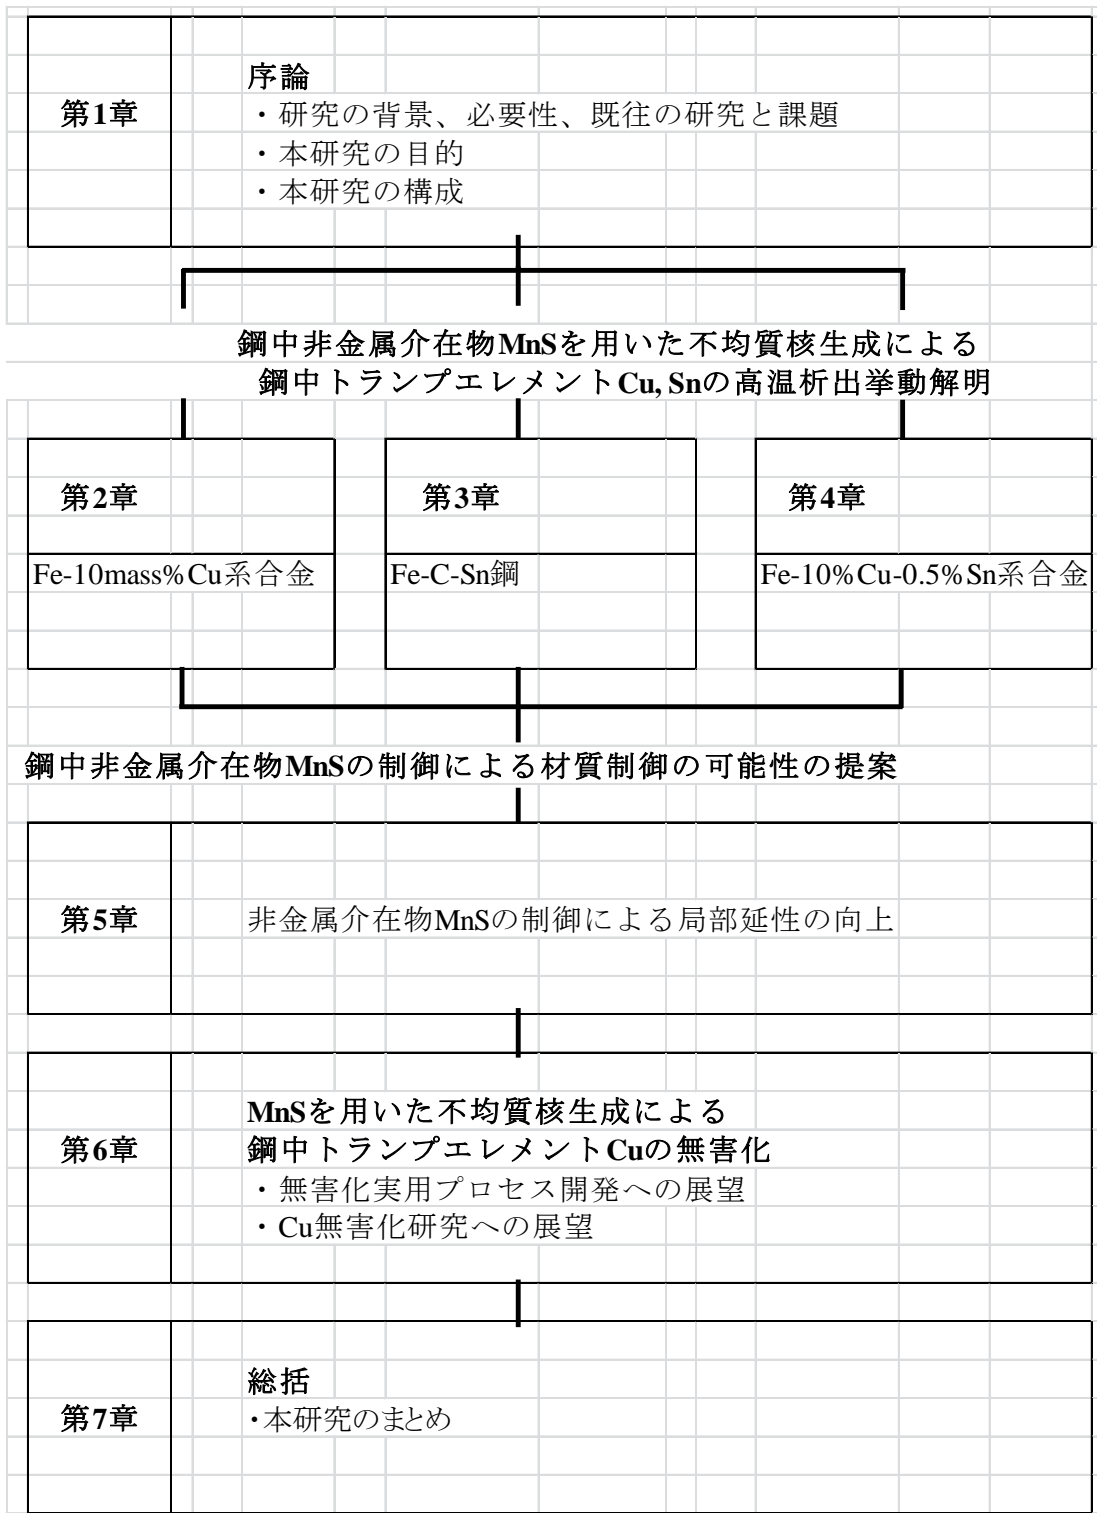 第1章
序論
・研究の背景、必要性、既往の研究と課題
・本研究の目的
・本研究の構成
鋼中非金属介在物MnSを用いた不均質核生成による
鋼中トランプエレメントCu, Snの高温析出挙動解明
第2章
Fe-10mass%Cu系合金
第3章
Fe-C-Sn鋼
第4章
Fe-10%Cu-0.5%Sn系合金
鋼中非金属介在物MnSの制御による材質制御の可能性の提案
第5章
非金属介在物MnSの制御による局部延性の向上
第6章
MnSを用いた不均質核生成による
鋼中トランプエレメントCuの無害化
・無害化実用プロセス開発への展望
・Cu無害化研究への展望
第7章
総括
・本研究のまとめ